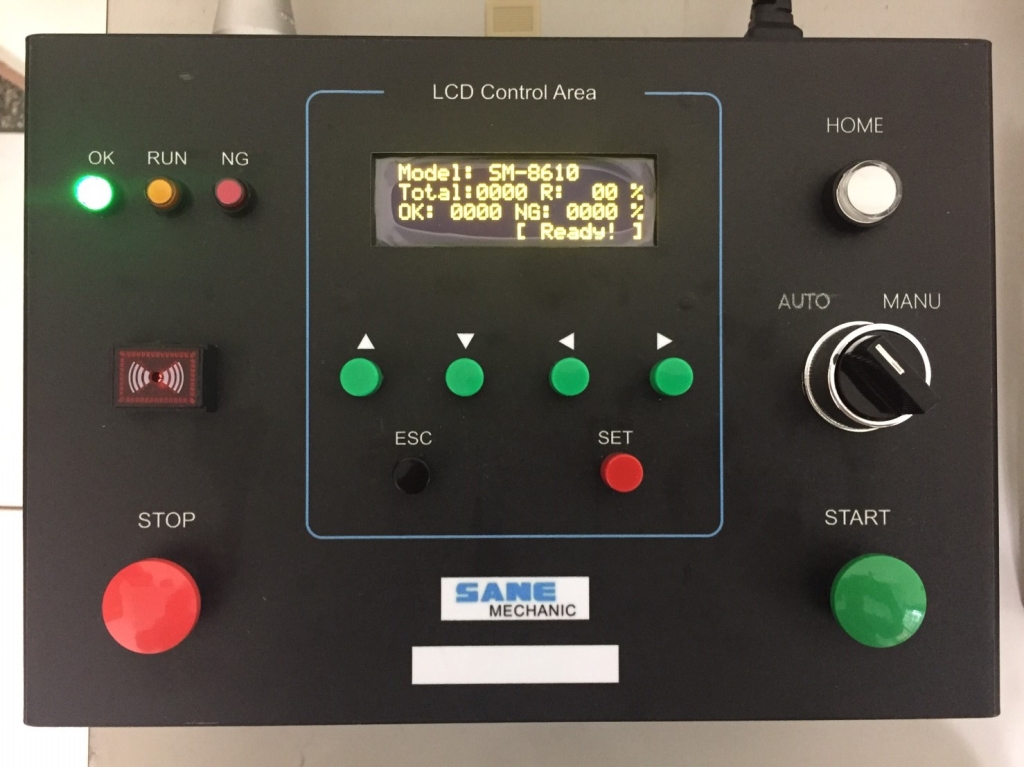 LCD Control Area
HOME
OK RUN NG
Model: SM-8610
Total:0000 R: 00 %
OK: 0000 NG: 0000 %
[ Ready! ]
AUTO MANU
ESC SET
STOP START
SANE
MECHANIC